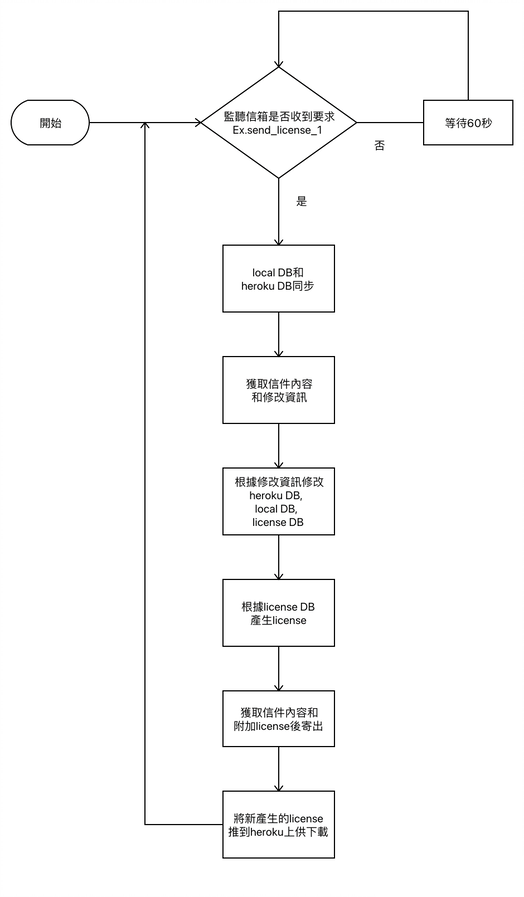 開始
監聽信箱是否收到要求
Ex.send_license_1
等待60秒
否
是
local DB和
heroku DB同步
獲取信件內容
和修改資訊
根據修改資訊修改
heroku DB,
local DB,
license DB
根據license DB
產生license
獲取信件內容和
附加license後寄出
將新產生的license
推到heroku上供下載